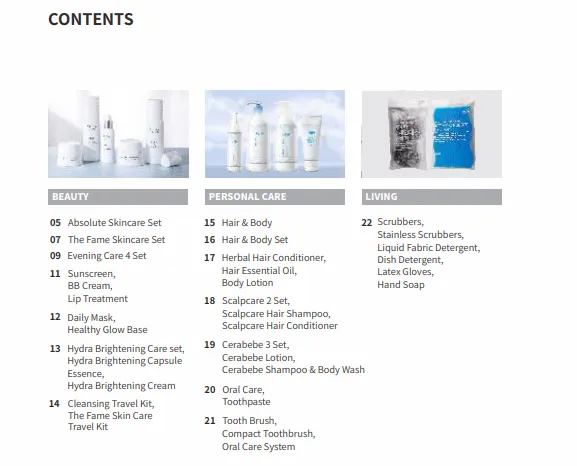 CONTENTS
BEAUTY
05 Absolute Skincare Set
07 The Fame Skincare Set
09 Evening Care 4 Set
11 Sunscreen,
BB Cream,
Lip Treatment
12 Daily Mask,
Healthy Glow Base
13 Hydra Brightening Care set,
Hydra Brightening Capsule
Essence,
Hydra Brightening Cream
14 Cleansing Travel Kit,
The Fame Skin Care
Travel Kit
PERSONAL CARE
15 Hair & Body
16 Hair & Body Set
17 Herbal Hair Conditioner,
Hair Essential Oil,
Body Lotion
18 Scalpcare 2 Set,
Scalpcare Hair Shampoo,
Scalpcare Hair Conditioner
19 Cerabebe 3 Set,
Cerabebe Lotion,
Cerabebe Shampoo & Body Wash
20 Oral Care,
Toothpaste
21 Tooth Brush,
Compact Toothbrush,
Oral Care System
LIVING
22 Scrubbers,
Stainless Scrubbers,
Liquid Fabric Detergent,
Dish Detergent,
Latex Gloves,
Hand Soap